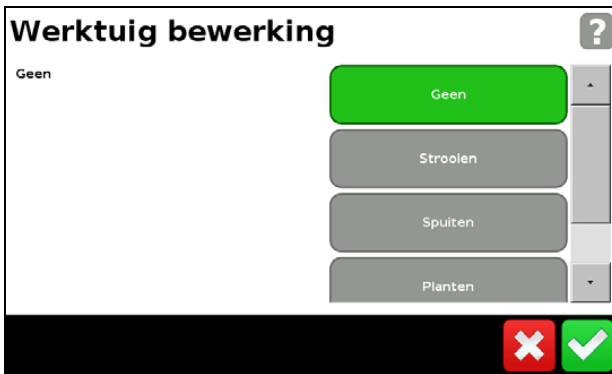 Werktuig bewerking
?
Geen
Geen
Strooien
Spuiten
Planten